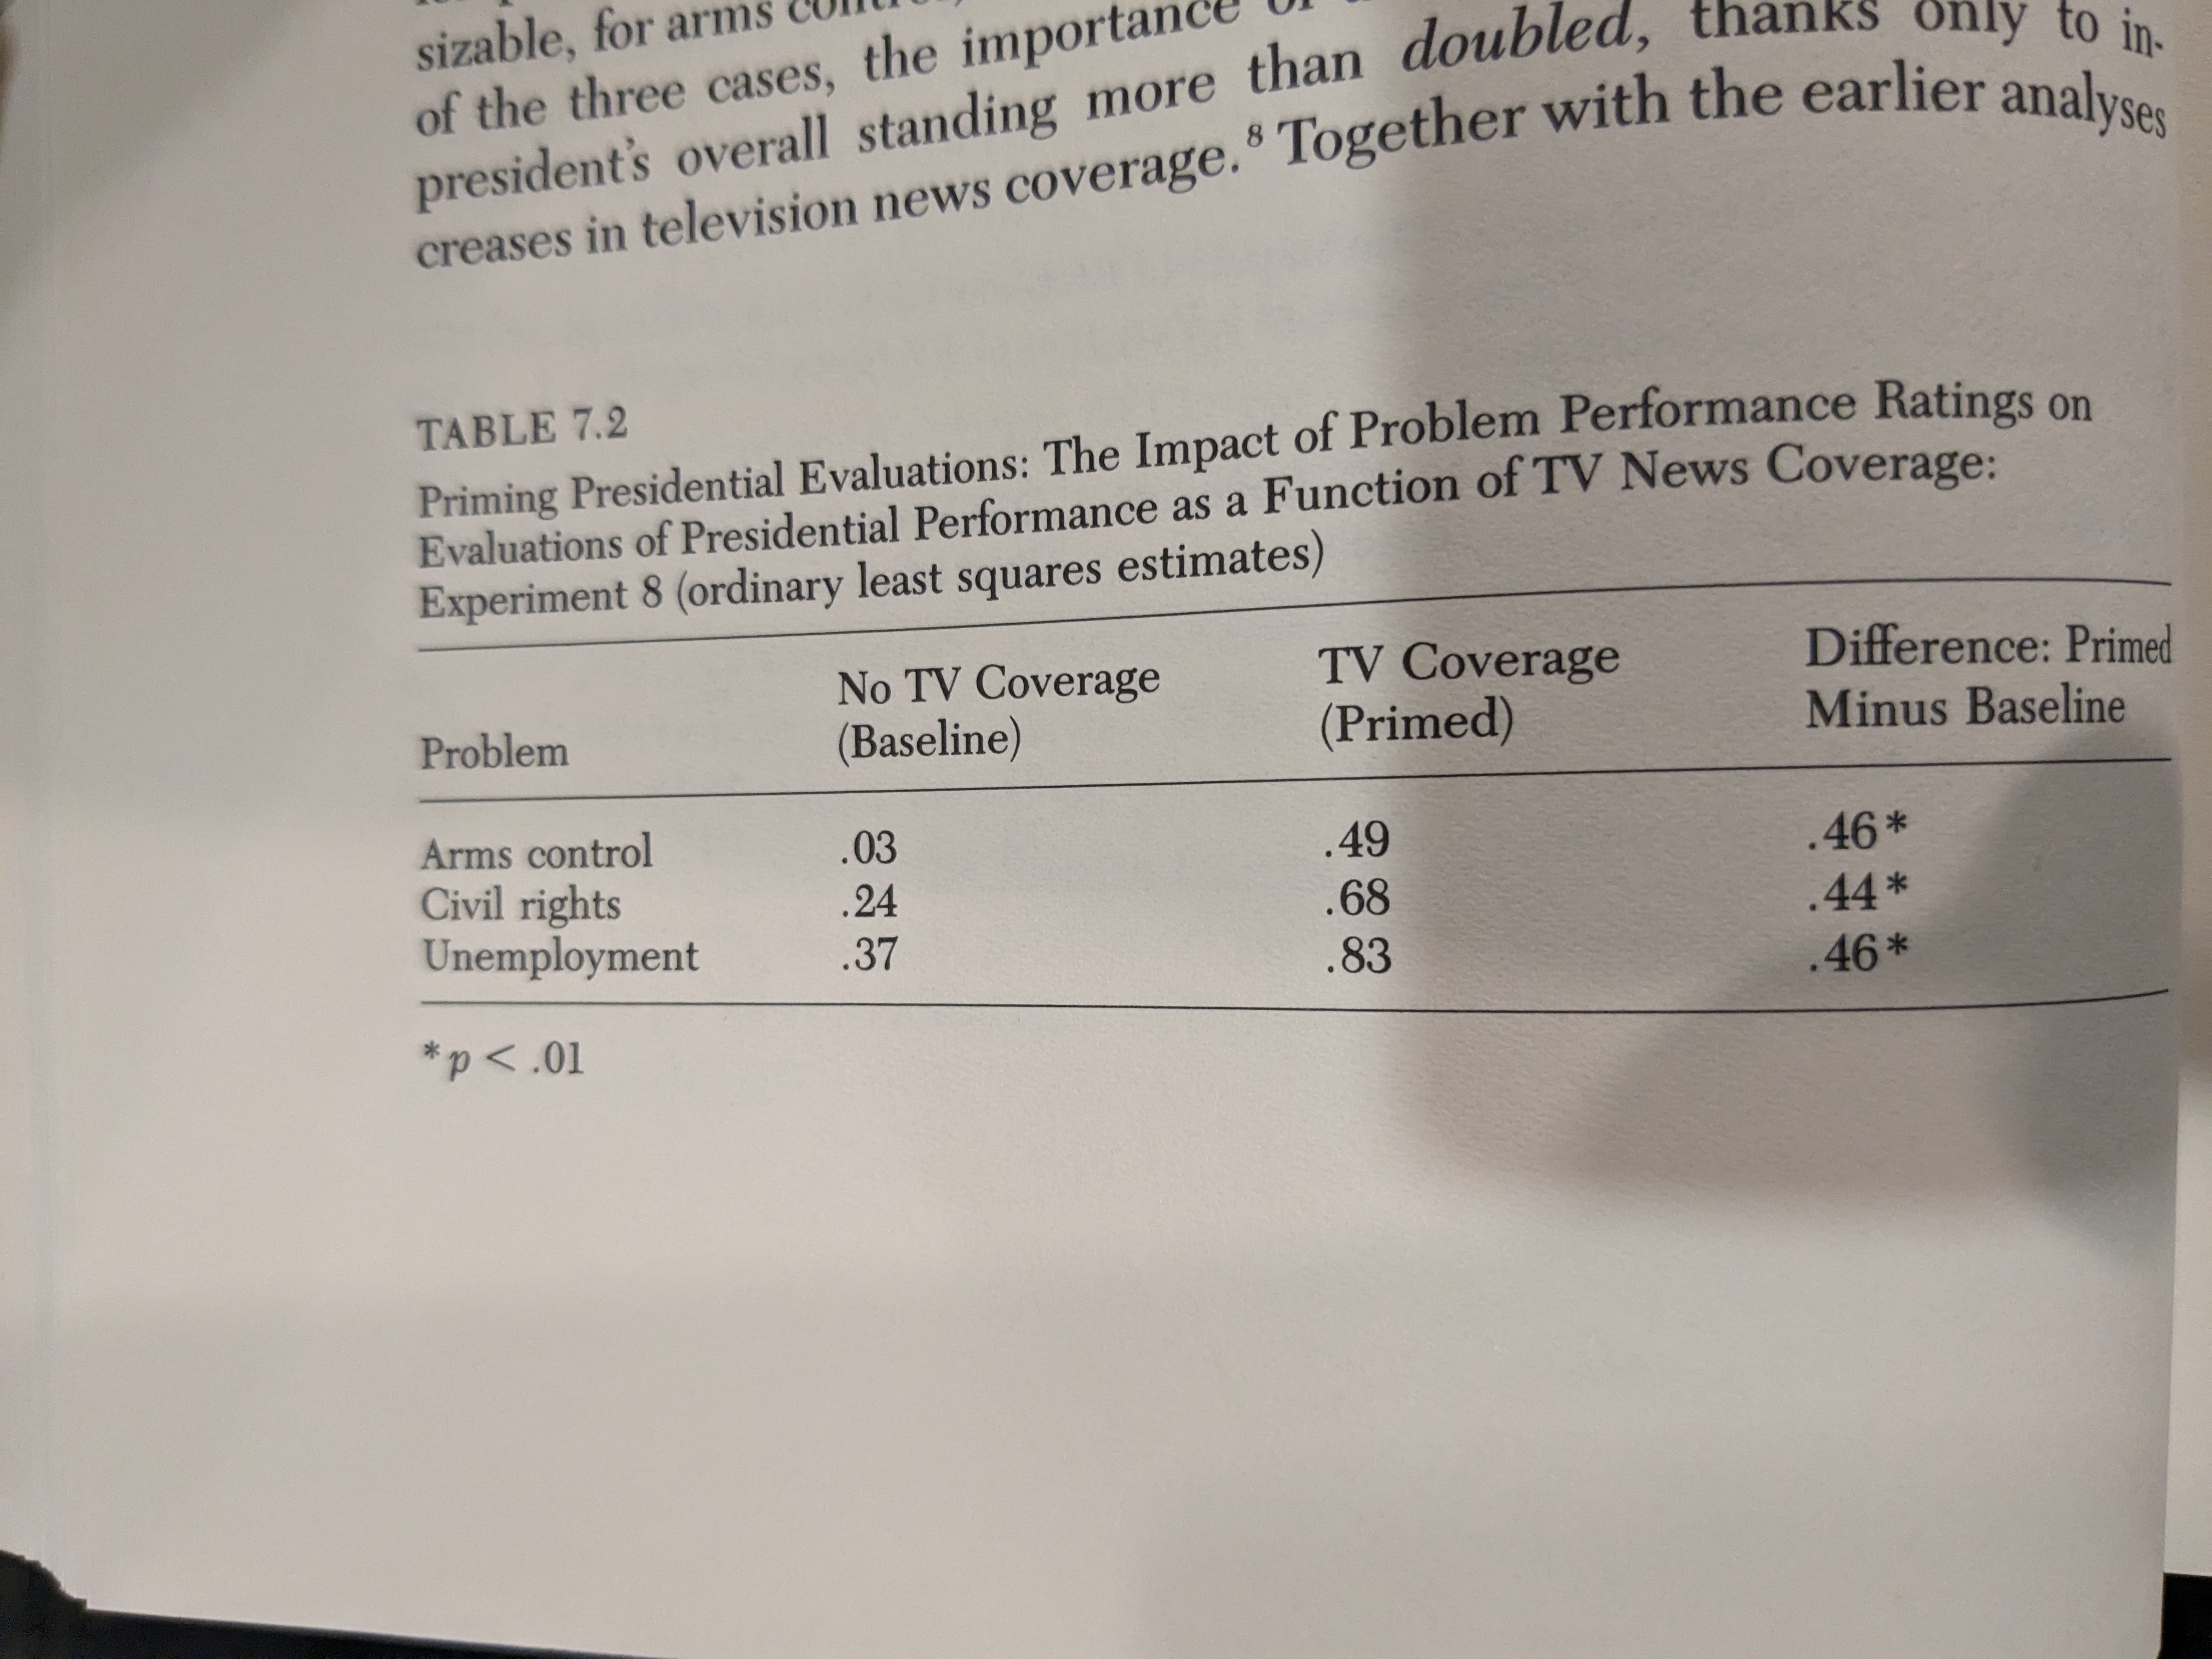 sizable, for arms
of the three cases, the importance
president's overall standing more than doubled, thanks only to in-
creases in television news coverage.⁸ Together with the earlier analyses
TABLE 7.2
Priming Presidential Evaluations: The Impact of Problem Performance Ratings on
Evaluations of Presidential Performance as a Function of TV News Coverage:
Experiment 8 (ordinary least squares estimates)
Problem No TV Coverage (Baseline) TV Coverage (Primed) Difference: Primed Minus Baseline
Arms control .03 .49 .46*
Civil rights .24 .68 .44*
Unemployment .37 .83 .46*
*p < .01